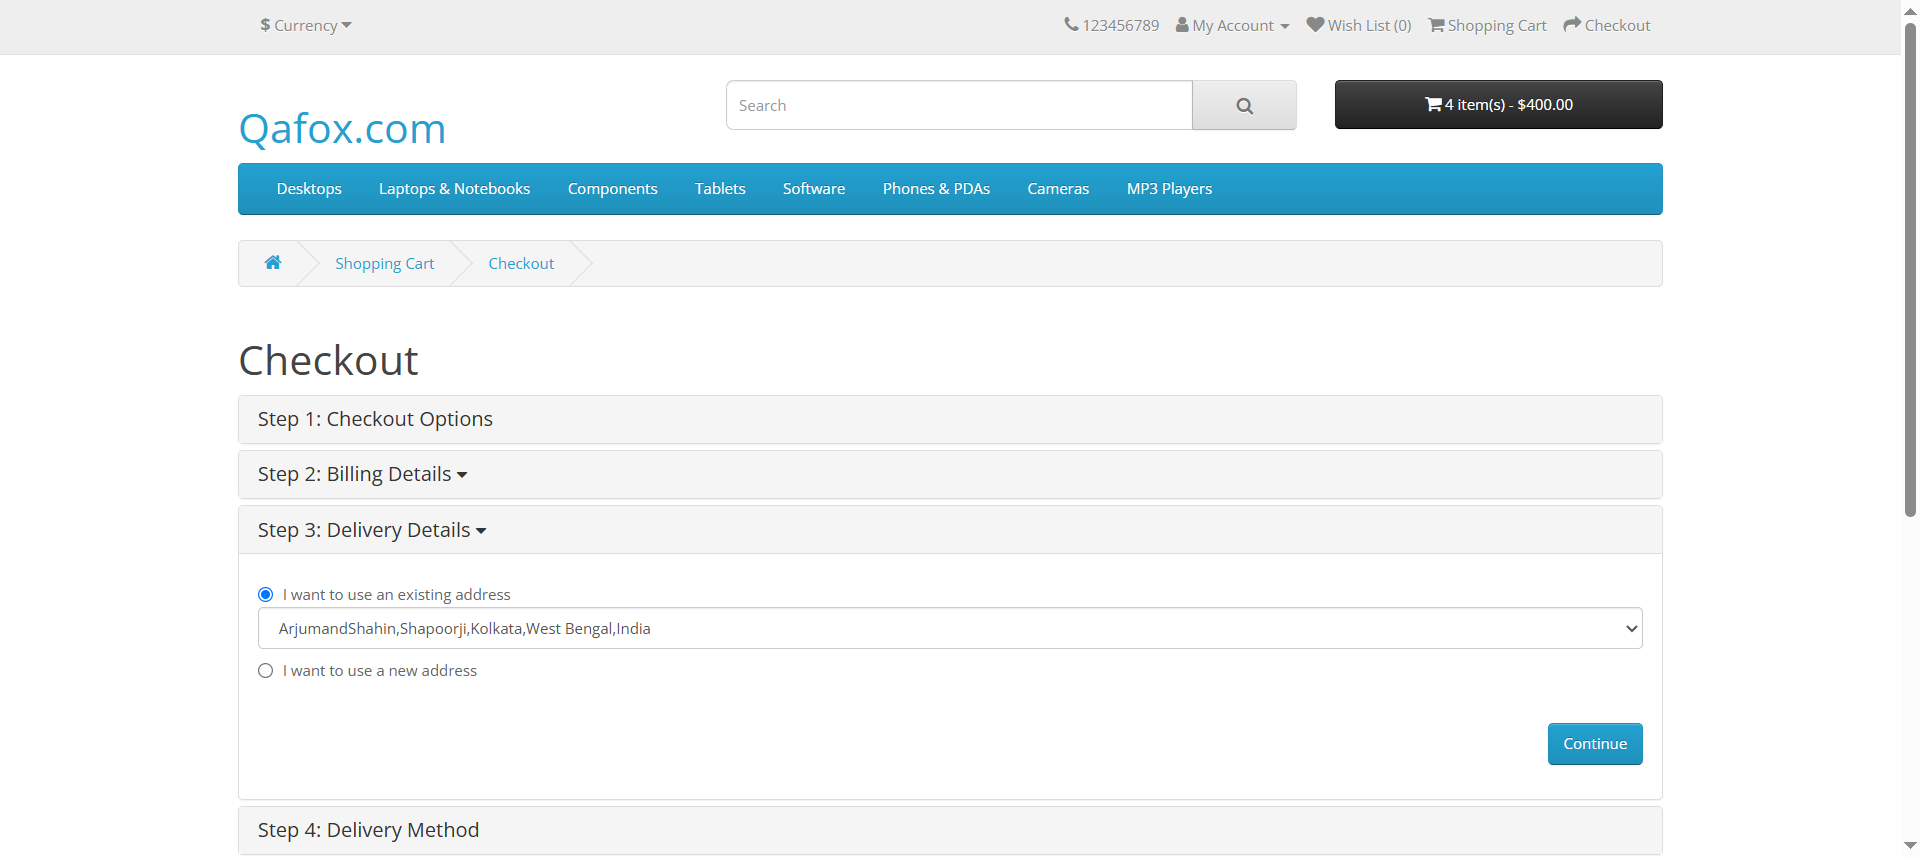 $ Currency
123456789 My Account Wish List (0) Shopping Cart Checkout
Search
4 item(s) - $400.00
Qafox.com
Desktops Laptops & Notebooks Components Tablets Software Phones & PDAs Cameras MP3 Players
Shopping Cart Checkout
Checkout
Step 1: Checkout Options
Step 2: Billing Details
Step 3: Delivery Details
I want to use an existing address
ArjumandShahin,Shapoorji,Kolkata,West Bengal,India
I want to use a new address
Continue
Step 4: Delivery Method